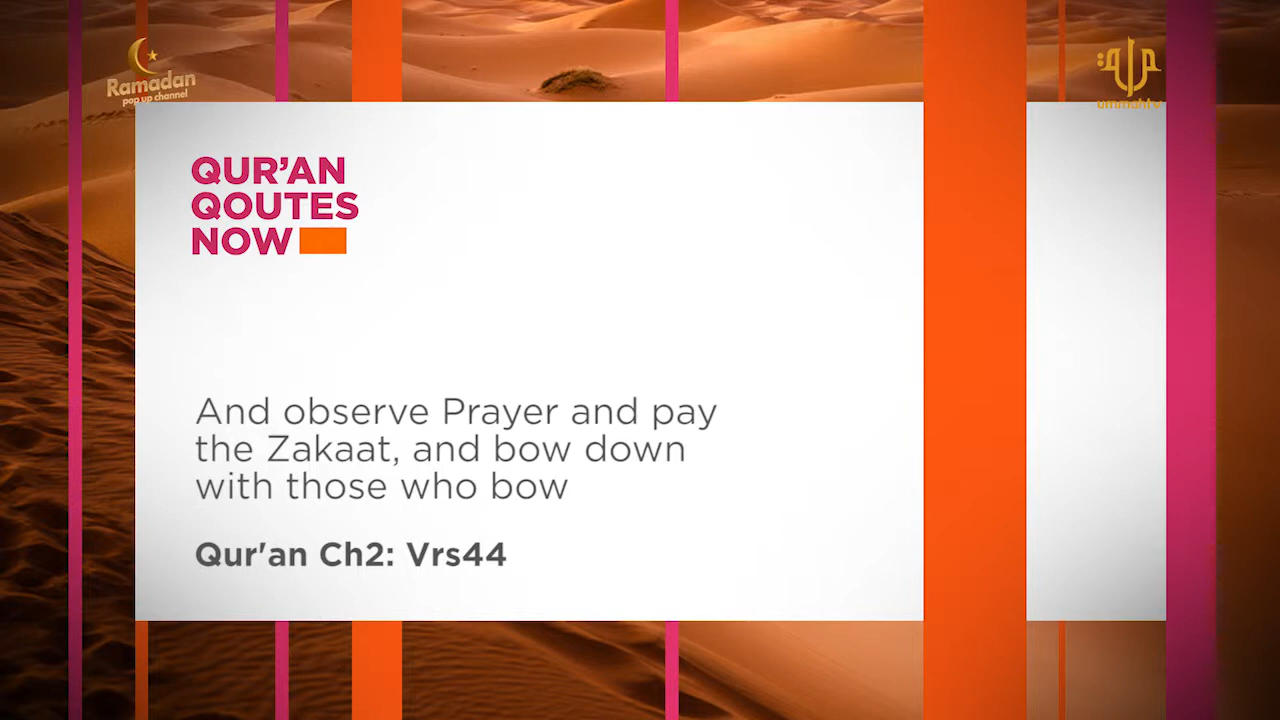 Ramadan
pop up channel
ummahtv
QUR’AN
QOUTES
NOW
And observe Prayer and pay
the Zakaat, and bow down
with those who bow
Qur'an Ch2: Vrs44